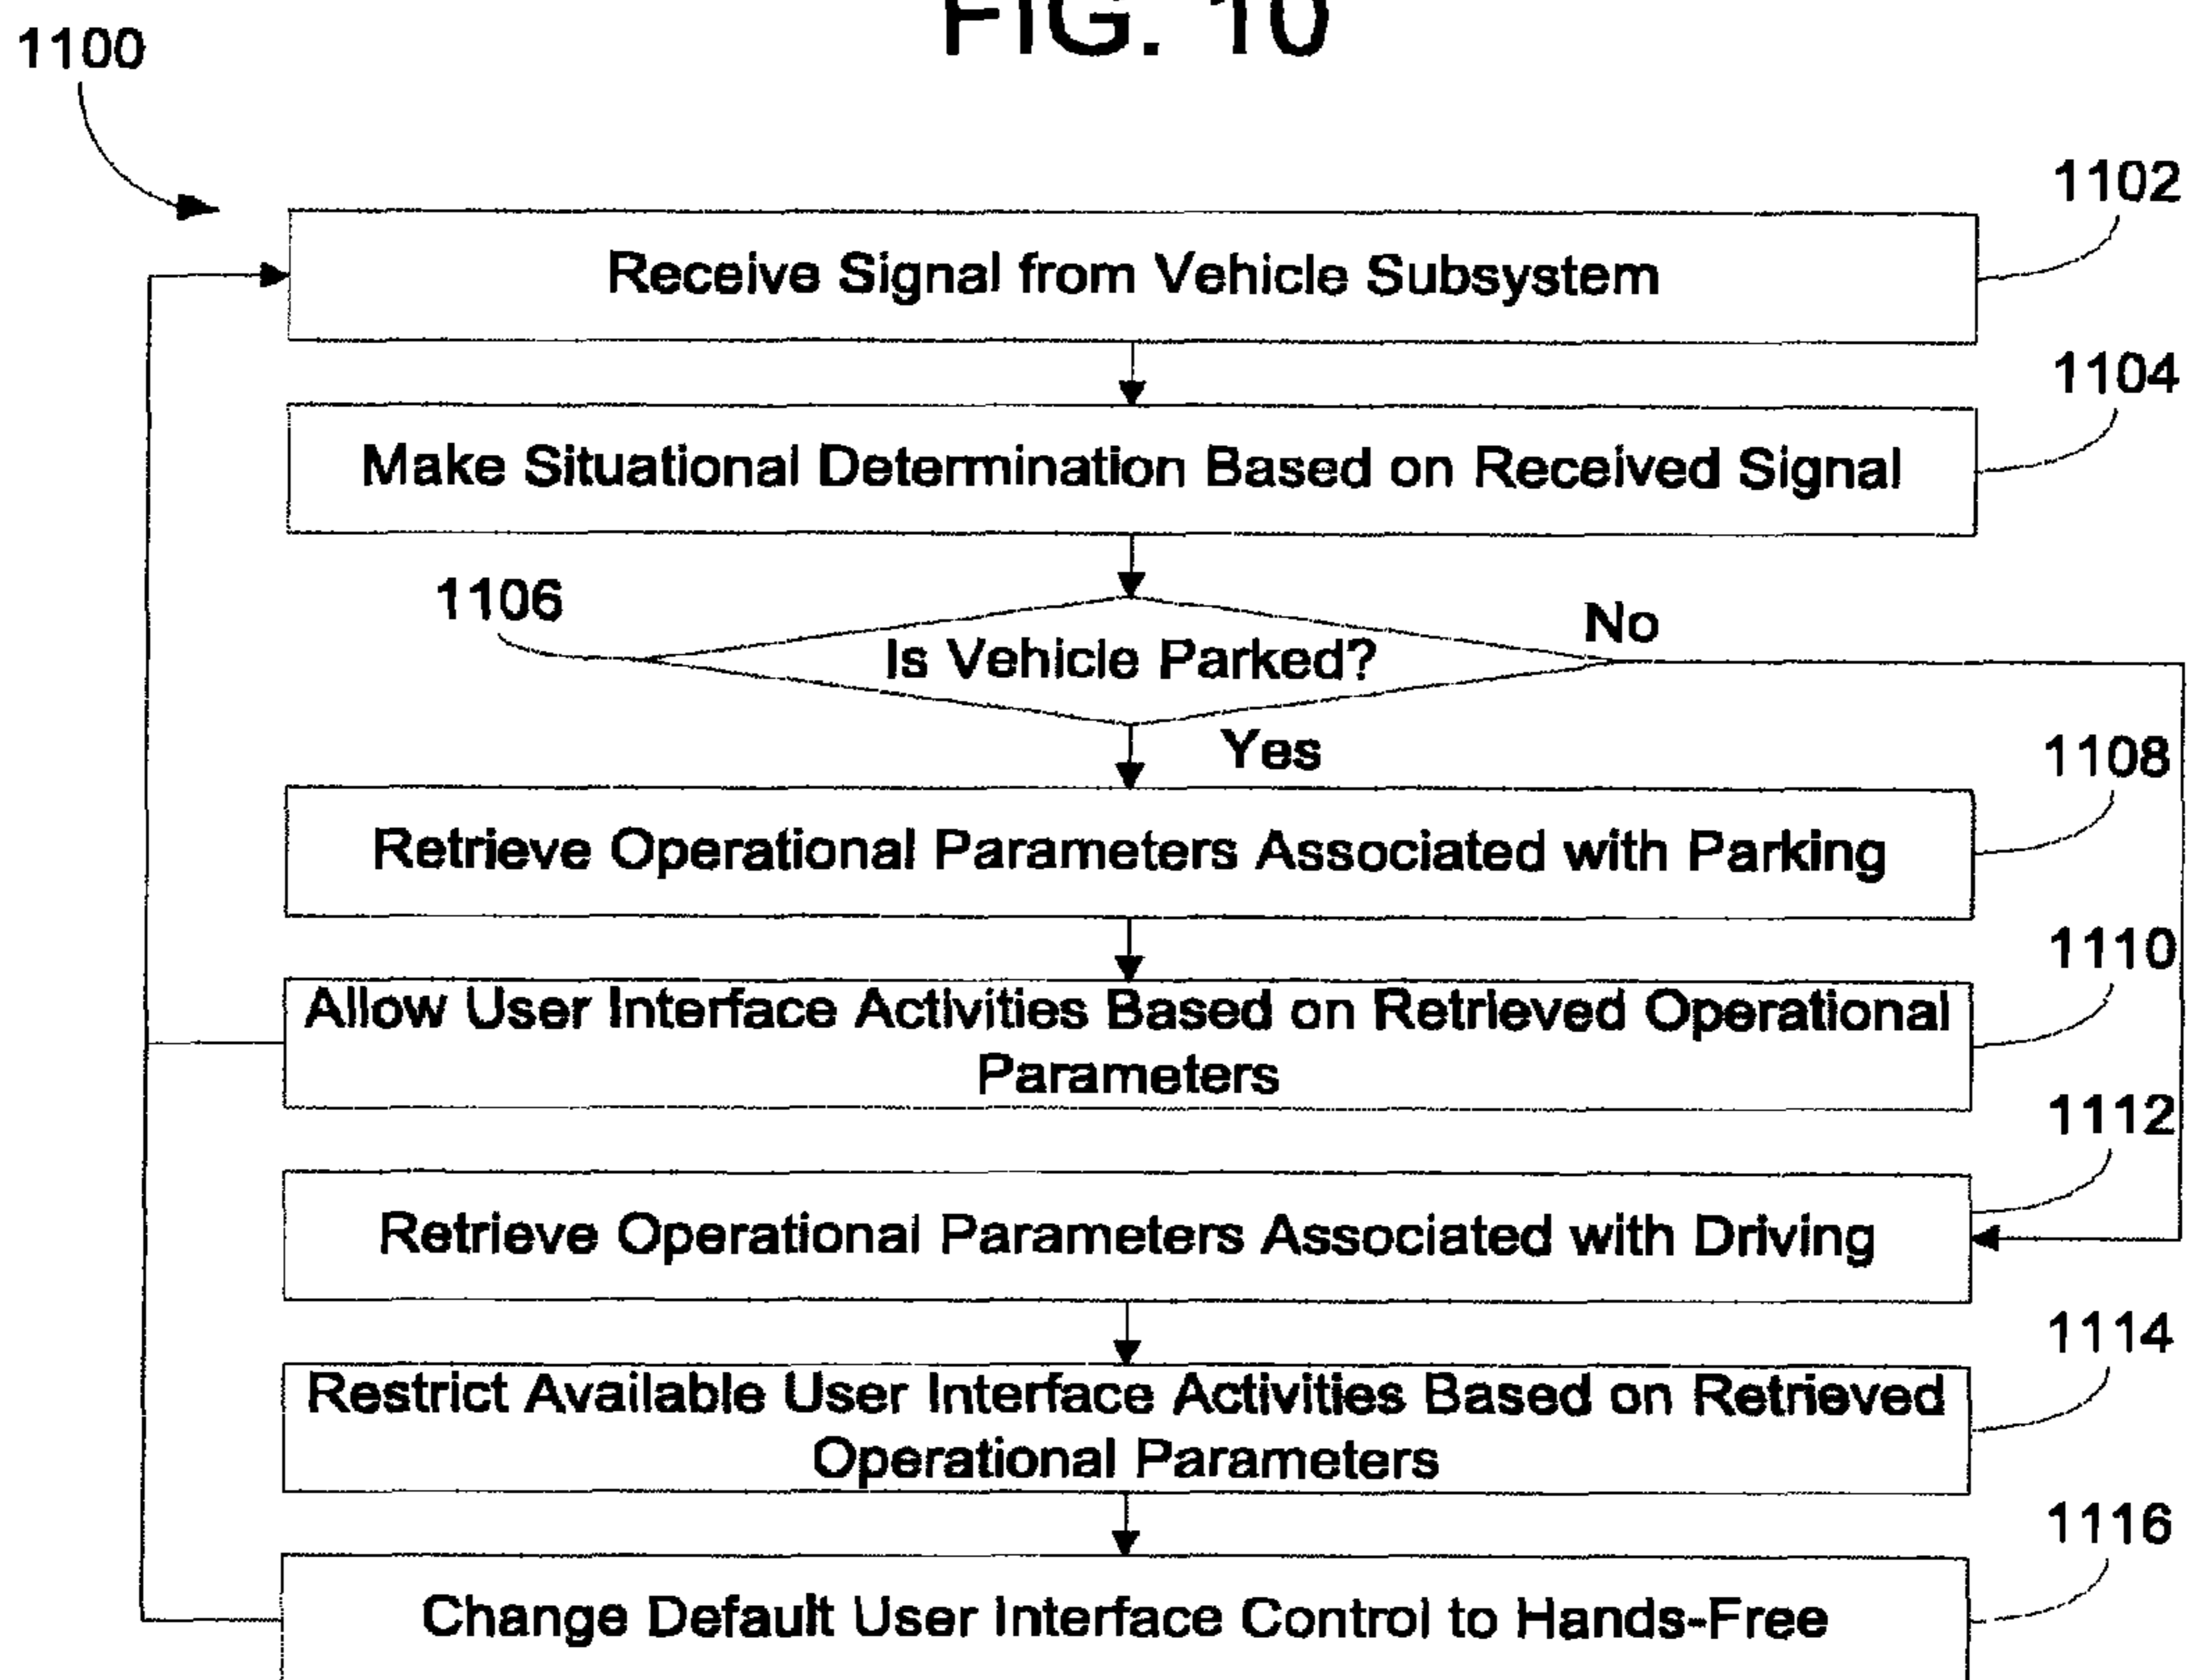 FIG. 10
1100
1102
Receive Signal from Vehicle Subsystem
1104
Make Situational Determination Based on Received Signal
1106
No
Is Vehicle Parked?
Yes
1108
Retrieve Operational Parameters Associated with Parking
1110
Allow User Interface Activities Based on Retrieved Operational
Parameters
1112
Retrieve Operational Parameters Associated with Driving
1114
Restrict Available User Interface Activities Based on Retrieved
Operational Parameters
1116
Change Default User Interface Control to Hands-Free